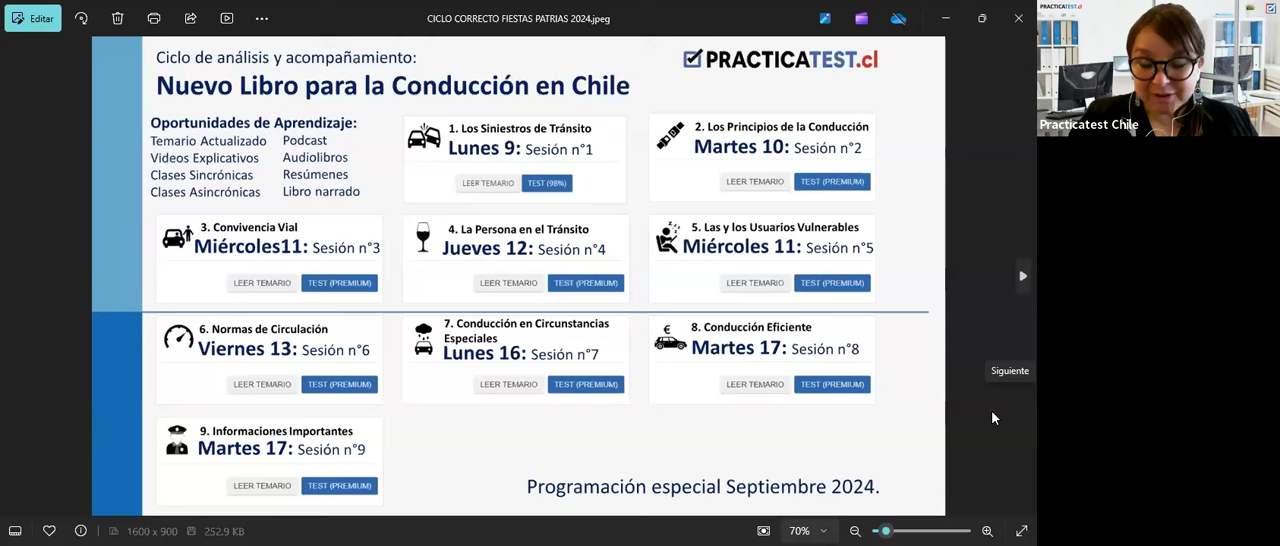 Editar
CICLO CORRECTO FIESTAS PATRIAS 2024.jpeg
PRACTICATEST.cl
Practicatest Chile
Ciclo de análisis y acompañamiento:
Nuevo Libro para la Conducción en Chile
PRACTICATEST.cl
Oportunidades de Aprendizaje:
Temario Actualizado
Videos Explicativos
Clases Sincrónicas
Clases Asincrónicas
Podcast
Audiolibros
Resúmenes
Libro narrado
1. Los Siniestros de Tránsito
Lunes 9: Sesión n°1
LEER TEMARIO TEST (98%)
2. Los Principios de la Conducción
Martes 10: Sesión n°2
LEER TEMARIO TEST (PREMIUM)
3. Convivencia Vial
Miércoles11: Sesión n°3
LEER TEMARIO TEST (PREMIUM)
4. La Persona en el Tránsito
Jueves 12: Sesión n°4
LEER TEMARIO TEST (PREMIUM)
5. Las y los Usuarios Vulnerables
Miércoles 11: Sesión n°5
LEER TEMARIO TEST (PREMIUM)
6. Normas de Circulación
Viernes 13: Sesión n°6
LEER TEMARIO TEST (PREMIUM)
7. Conducción en Circunstancias
Especiales
Lunes 16: Sesión n°7
LEER TEMARIO TEST (PREMIUM)
8. Conducción Eficiente
Martes 17: Sesión n°8
LEER TEMARIO TEST (PREMIUM)
Siguiente
9. Informaciones Importantes
Martes 17: Sesión n°9
LEER TEMARIO TEST (PREMIUM)
Programación especial Septiembre 2024.
1600 x 900 252.9 KB
70%